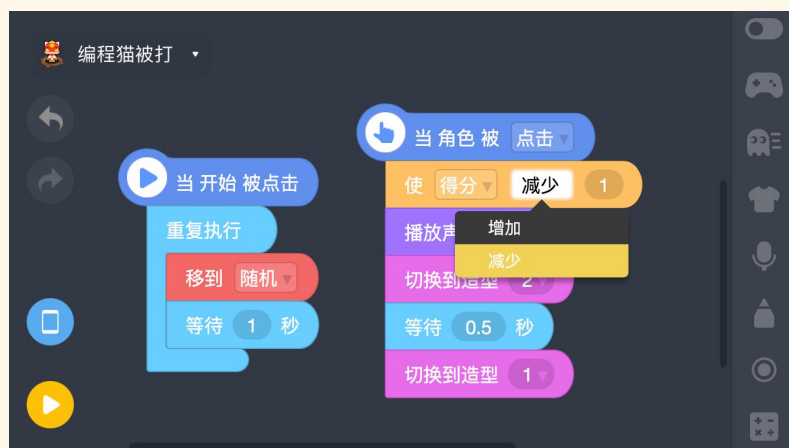 编程猫被打
当 开始 被点击
重复执行
移到 随机
等待 1 秒
当 角色 被 点击
使 得分 减少 1
增加
减少
播放
切换到造型 2
等待 0.5 秒
切换到造型 1